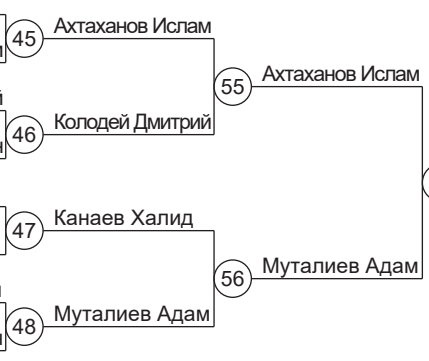 45 Ахтаханов Ислам
55 Ахтаханов Ислам
46 Колодей Дмитрий
47 Канаев Халид
56 Муталиев Адам
48 Муталиев Адам